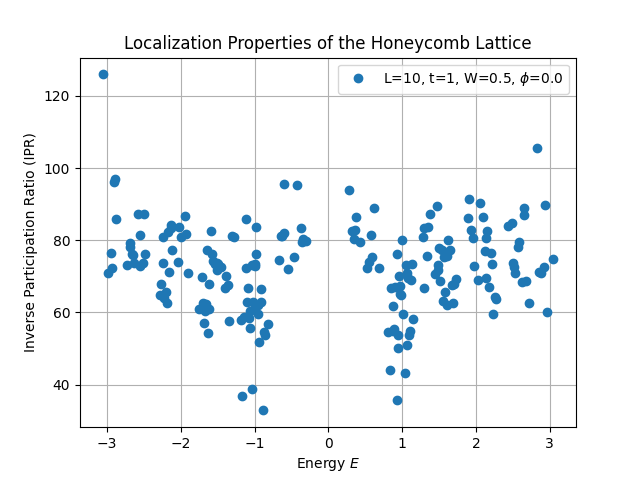 Localization Properties of the Honeycomb Lattice
L=10, t=1, W=0.5, ϕ=0.0
Inverse Participation Ratio (IPR)
120
100
80
60
40
−3 −2 −1 0 1 2 3
Energy E